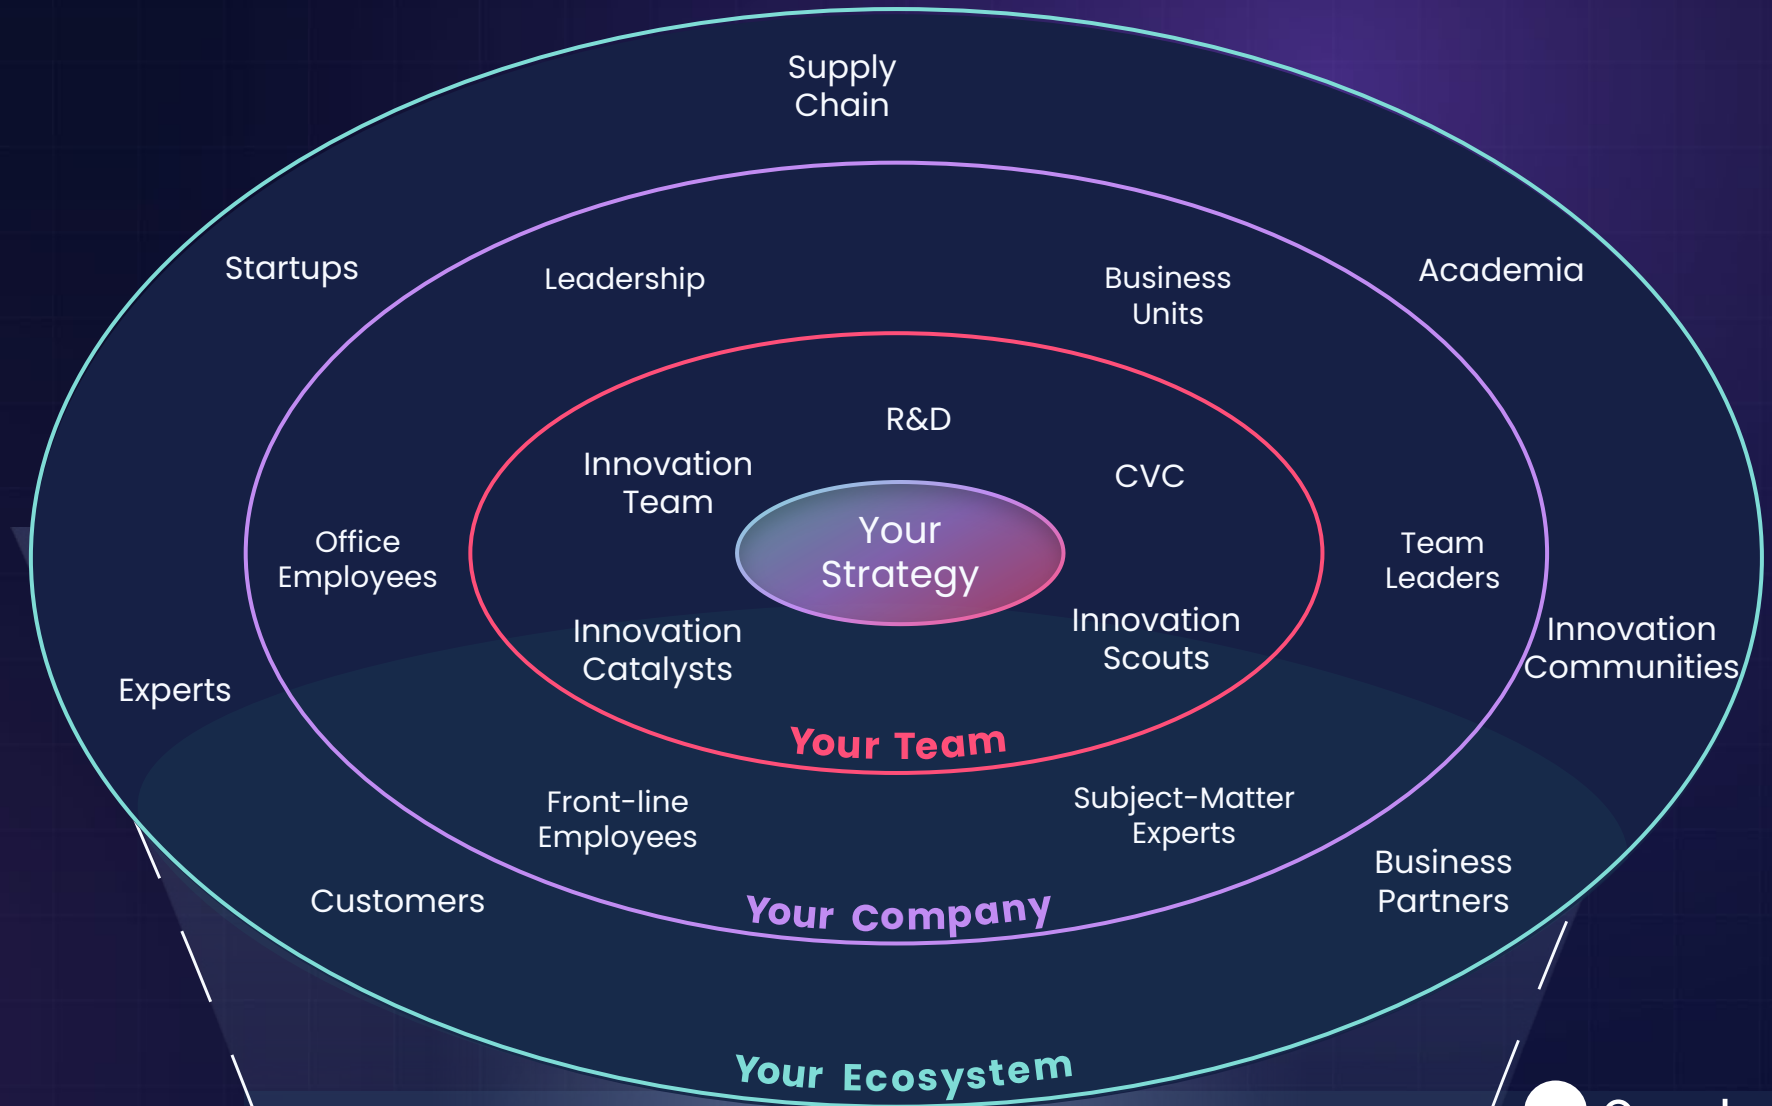 Supply
Chain
Startups
Academia
Leadership
Business
Units
R&D
Innovation
Team
CVC
Your
Strategy
Office
Employees
Team
Leaders
Innovation
Catalysts
Innovation
Scouts
Innovation
Communities
Experts
Your Team
Front-line
Employees
Subject-Matter
Experts
Business
Partners
Customers
Your Company
Your Ecosystem